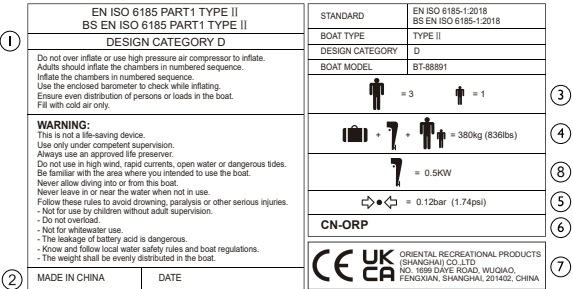 EN ISO 6185 PART1 TYPE II
BS EN ISO 6185 PART1 TYPE II
1
DESIGN CATEGORY D
Do not over inflate or use high pressure air compressor to inflate.
Adults should inflate the chambers in numbered sequence.
Inflate the chambers in numbered sequence.
Use the enclosed barometer to check while inflating.
Ensure even distribution of persons or loads in the boat.
Fill with cold air only.
WARNING:
This is not a life-saving device.
Use only under competent supervision.
Always use an approved life preserver.
Do not use in high wind, rapid currents, open water or dangerous tides.
Be familiar with the area where you intended to use the boat.
Never allow diving into or from this boat.
Never leave in or near the water when not in use.
Follow these rules to avoid drowning, paralysis or other serious injuries.
- Not for use by children without adult supervision.
- Do not overload.
- Not for whitewater use.
- The leakage of battery acid is dangerous.
- Know and follow local water safety rules and boat regulations.
- The weight shall be evenly distributed in the boat.
2
MADE IN CHINA DATE
STANDARD EN ISO 6185-1:2018
BS EN ISO 6185-1:2018
BOAT TYPE TYPE II
DESIGN CATEGORY D
BOAT MODEL BT-88891
= 3 = 1 3
+ + = 380kg (836lbs) 4
= 0.5KW 8
= 0.12bar (1.74psi) 5
CN-ORP 6
CE UK CA
ORIENTAL RECREATIONAL PRODUCTS
(SHANGHAI) CO.,LTD
NO. 1699 DAYE ROAD, WUQIAO,
FENGXIAN, SHANGHAI, 201402, CHINA
7